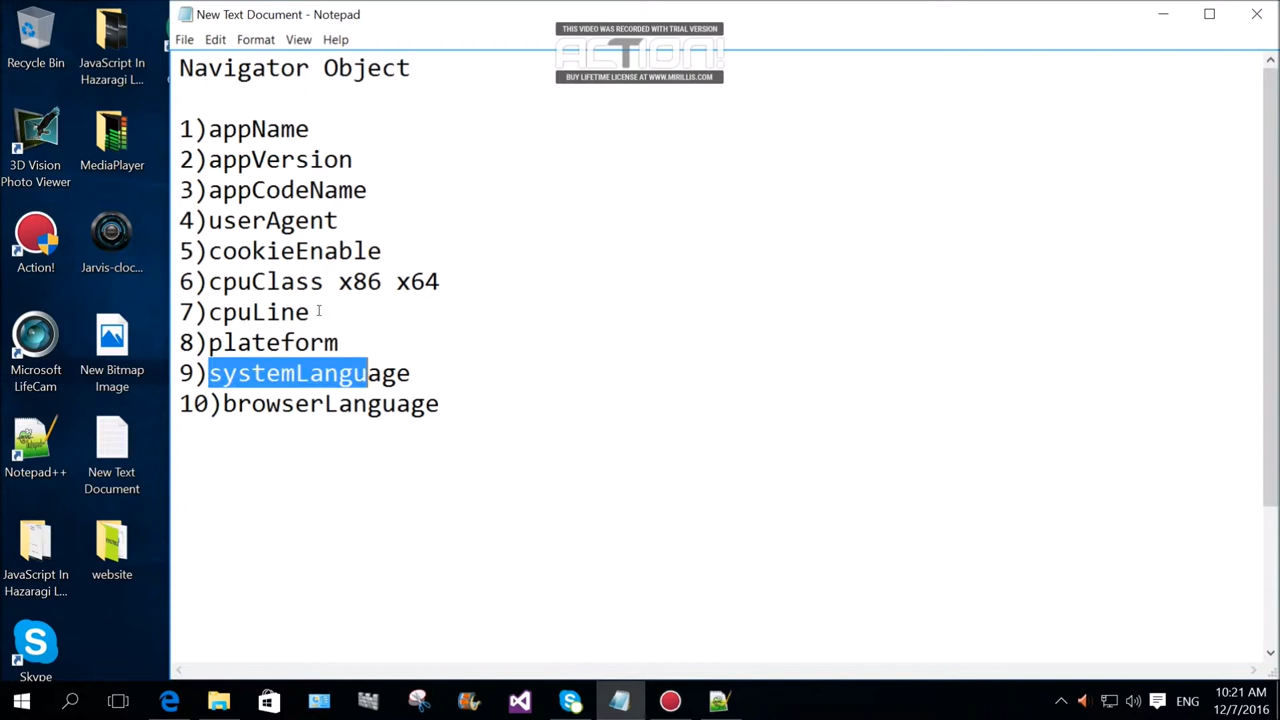 New Text Document - Notepad
THIS VIDEO WAS RECORDED WITH TRIAL VERSION
ACTION!
BUY LIFETIME LICENSE AT WWW.MIRILLIS.COM
File Edit Format View Help
Navigator Object
1)appName
2)appVersion
3)appCodeName
4)userAgent
5)cookieEnable
6)cpuClass x86 x64
7)cpuLine
8)plateform
9)systemLanguage
10)browserLanguage
Recycle Bin
JavaScript In
Hazaragi L...
3D Vision
Photo Viewer
MediaPlayer
Action!
Jarvis-cloc...
Microsoft
LifeCam
New Bitmap
Image
Notepad++
New Text
Document
JavaScript In
Hazaragi L...
website
Skype
ENG
10:21 AM
12/7/2016